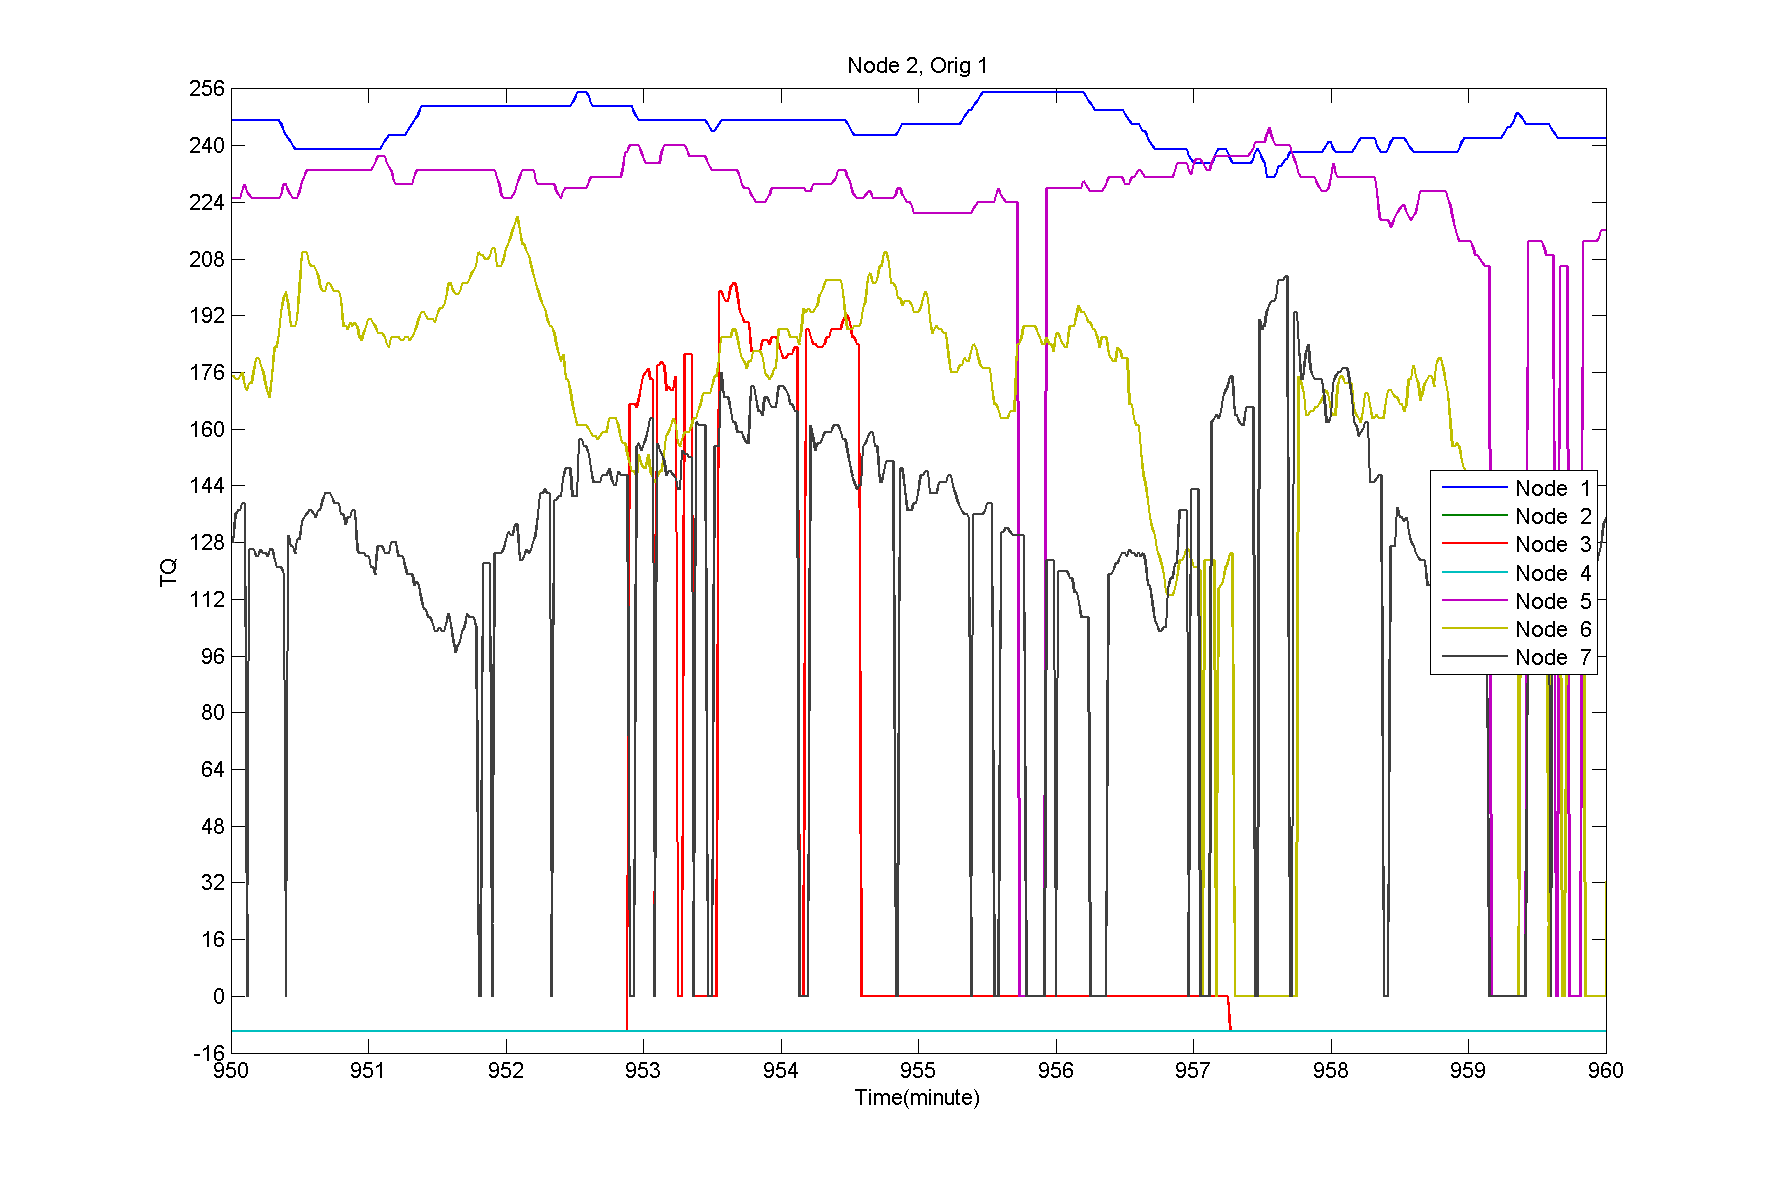 Node 2, Orig 1
256
240
224
208
192
176
160
144
128
112
96
80
64
48
32
16
0
-16
TQ
Node 1
Node 2
Node 3
Node 4
Node 5
Node 6
Node 7
950 951 952 953 954 955 956 957 958 959 960
Time(minute)